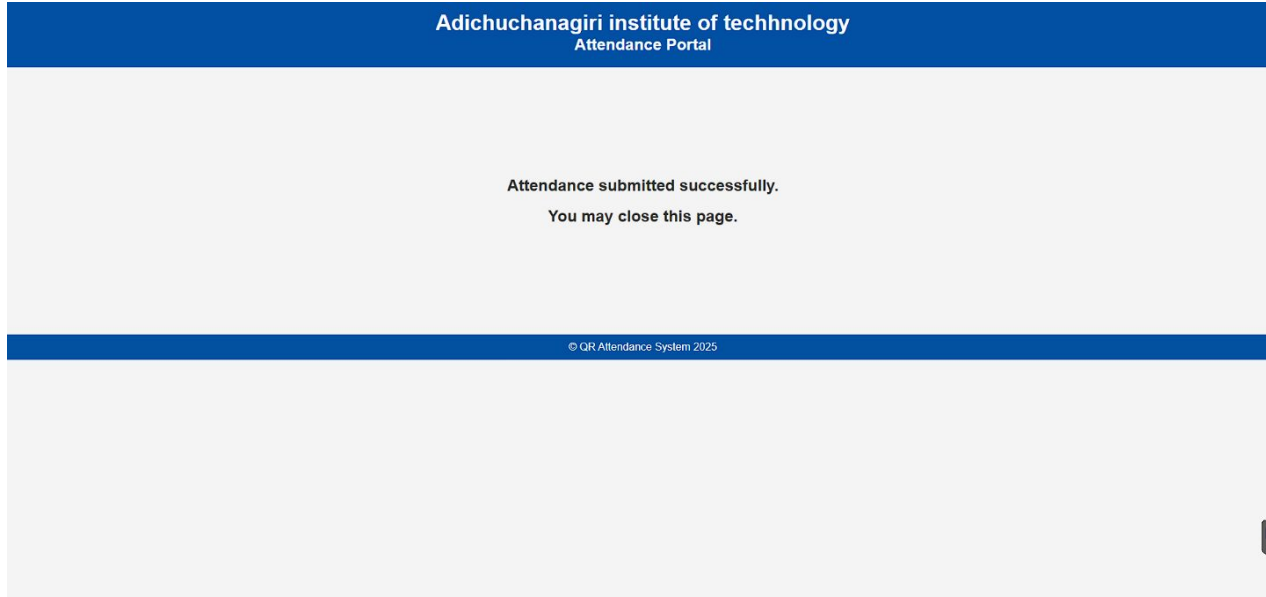 Adichuchanagiri institute of techhnology
Attendance Portal
Attendance submitted successfully.
You may close this page.
© QR Attendance System 2025